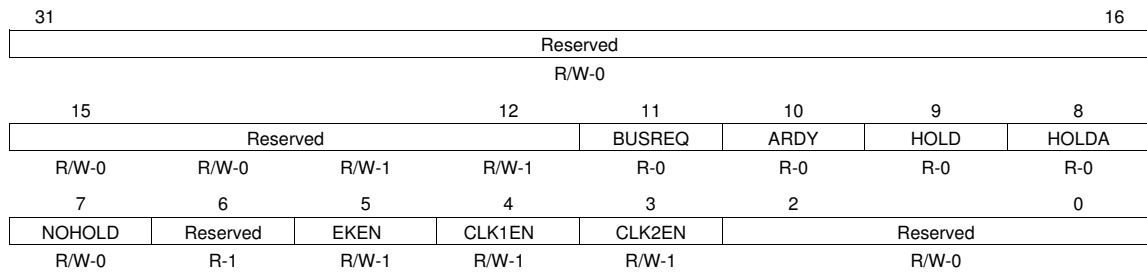 31 16
Reserved
R/W-0
15 12 11 10 9 8
Reserved BUSREQ ARDY HOLD HOLDA
R/W-0 R/W-0 R/W-1 R/W-1 R-0 R-0 R-0 R-0
7 6 5 4 3 2 0
NOHOLD Reserved EKEN CLK1EN CLK2EN Reserved
R/W-0 R-1 R/W-1 R/W-1 R/W-1 R/W-0